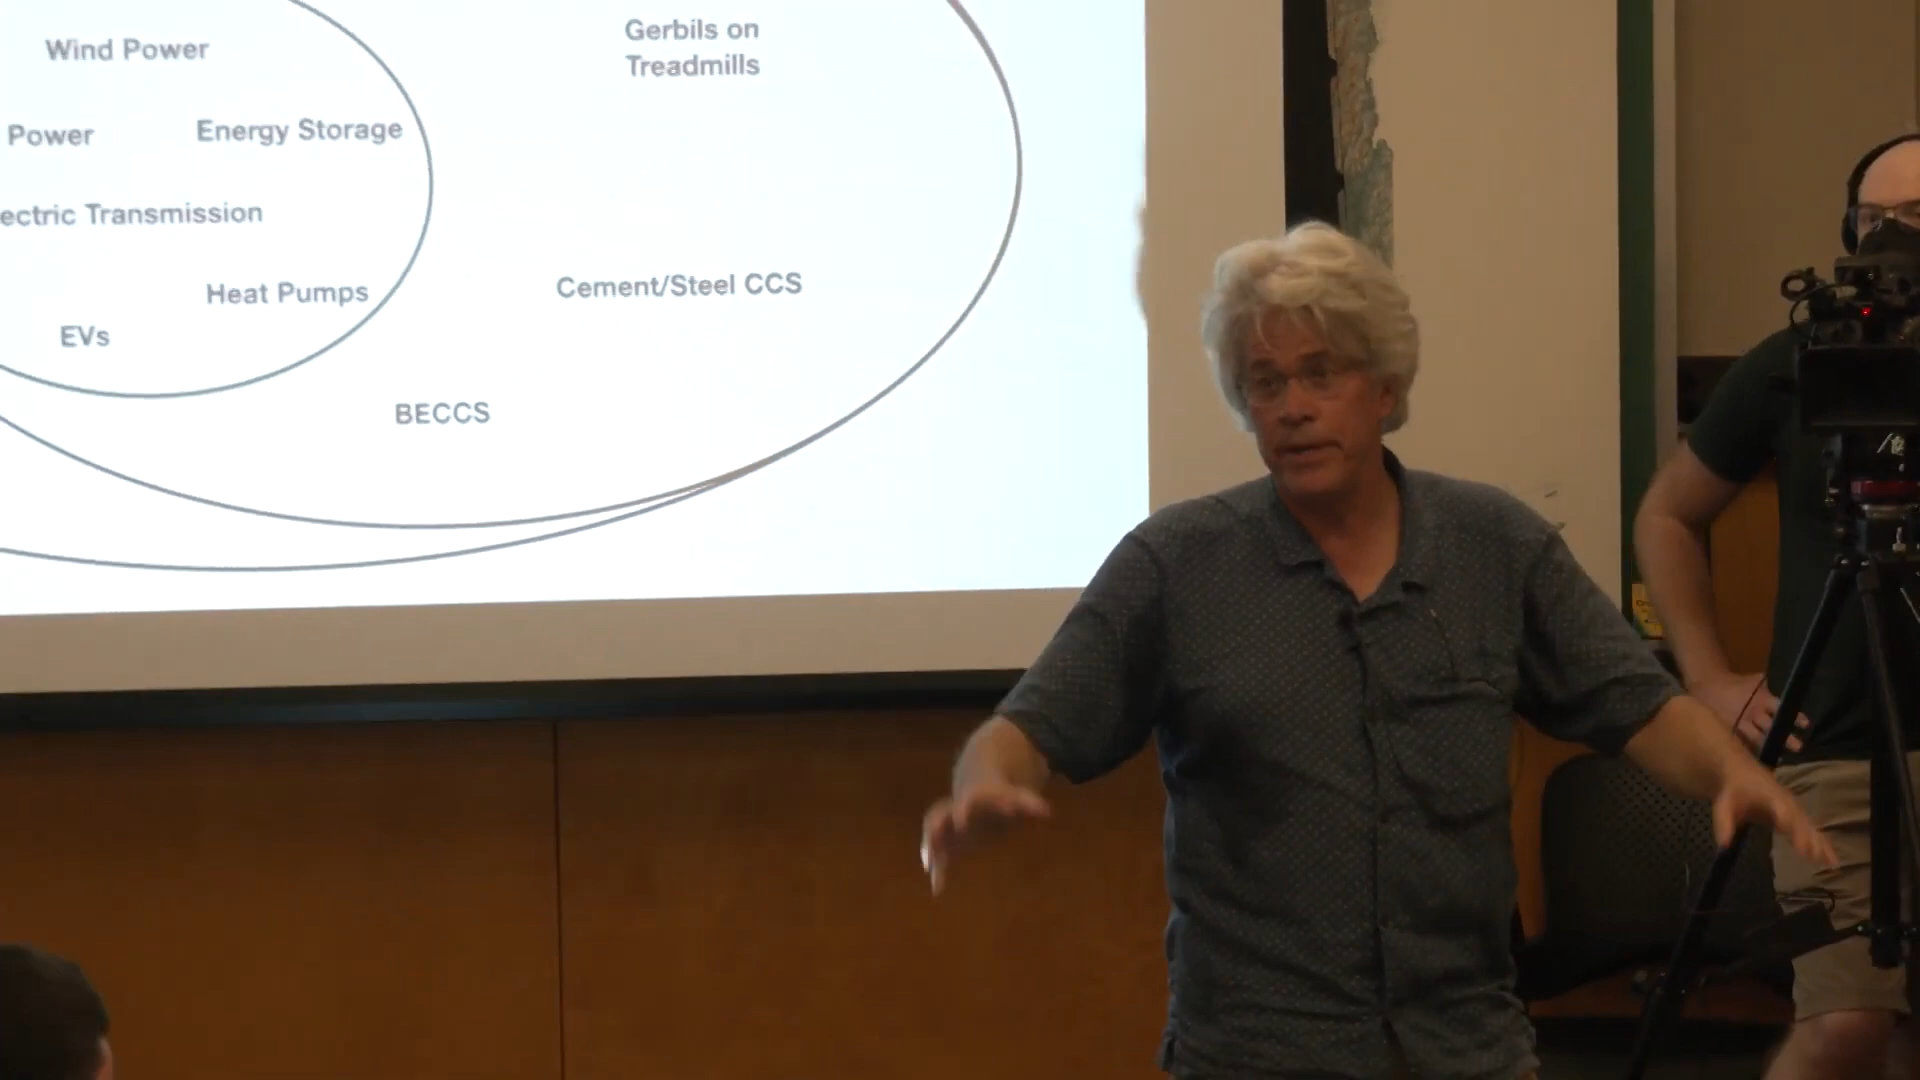 Wind Power
Gerbils on
Treadmills
Power
Energy Storage
ectric Transmission
Heat Pumps
Cement/Steel CCS
EVs
BECCS